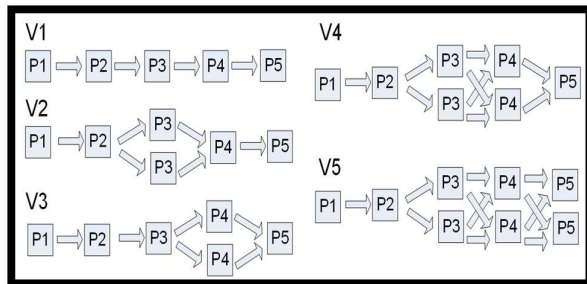 V1
P1 P2 P3 P4 P5
V2
P3
P1 P2 P4 P5
P3
V3
P4
P1 P2 P3 P5
P4
V4
P3 P4
P1 P2 P5
P3 P4
V5
P3 P4 P5
P1 P2
P3 P4 P5